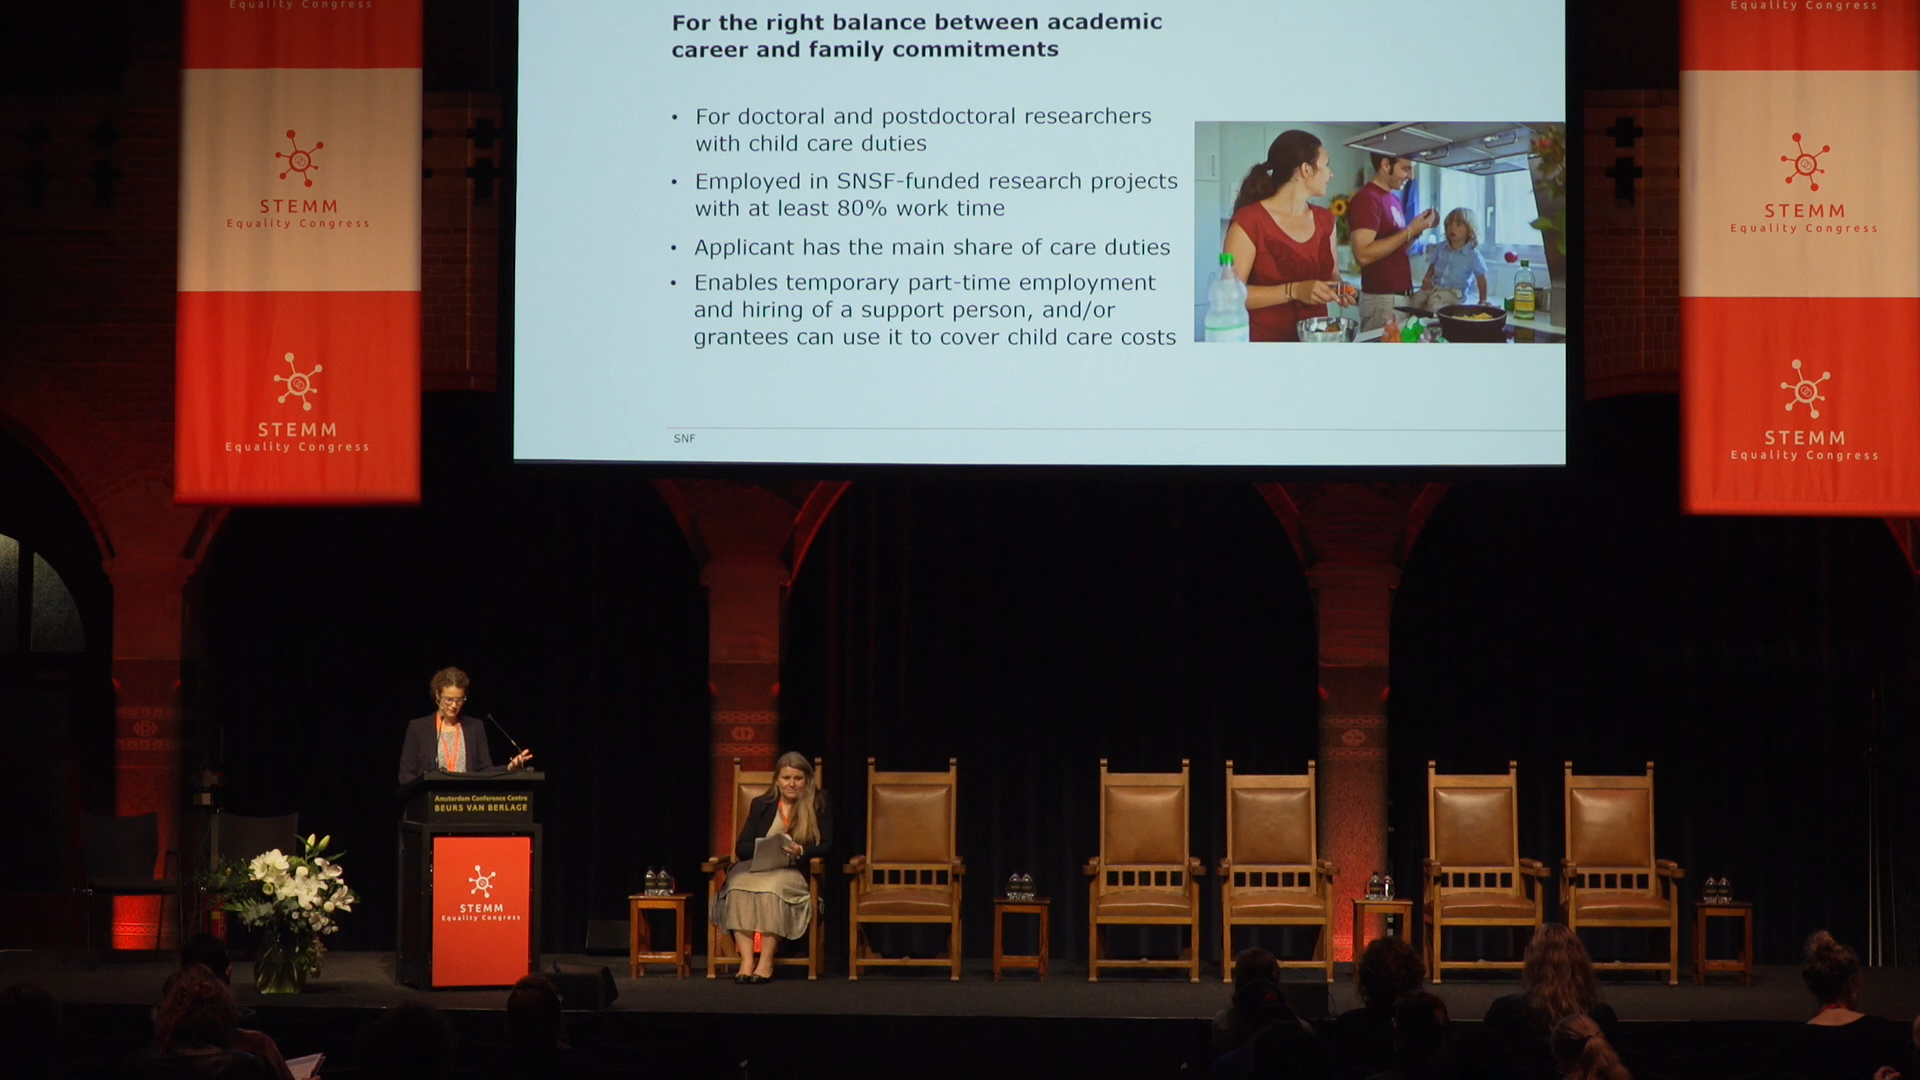 Equality Congress
STEMM
Equality Congress
STEMM
Equality Congress
For the right balance between academic
career and family commitments
• For doctoral and postdoctoral researchers
with child care duties
• Employed in SNSF-funded research projects
with at least 80% work time
• Applicant has the main share of care duties
• Enables temporary part-time employment
and hiring of a support person, and/or
grantees can use it to cover child care costs
SNF
Equality Congress
STEMM
Equality Congress
STEMM
Equality Congress
Amsterdam Conference Centre
BEURS VAN BERLAGE
STEMM
Equality Congress